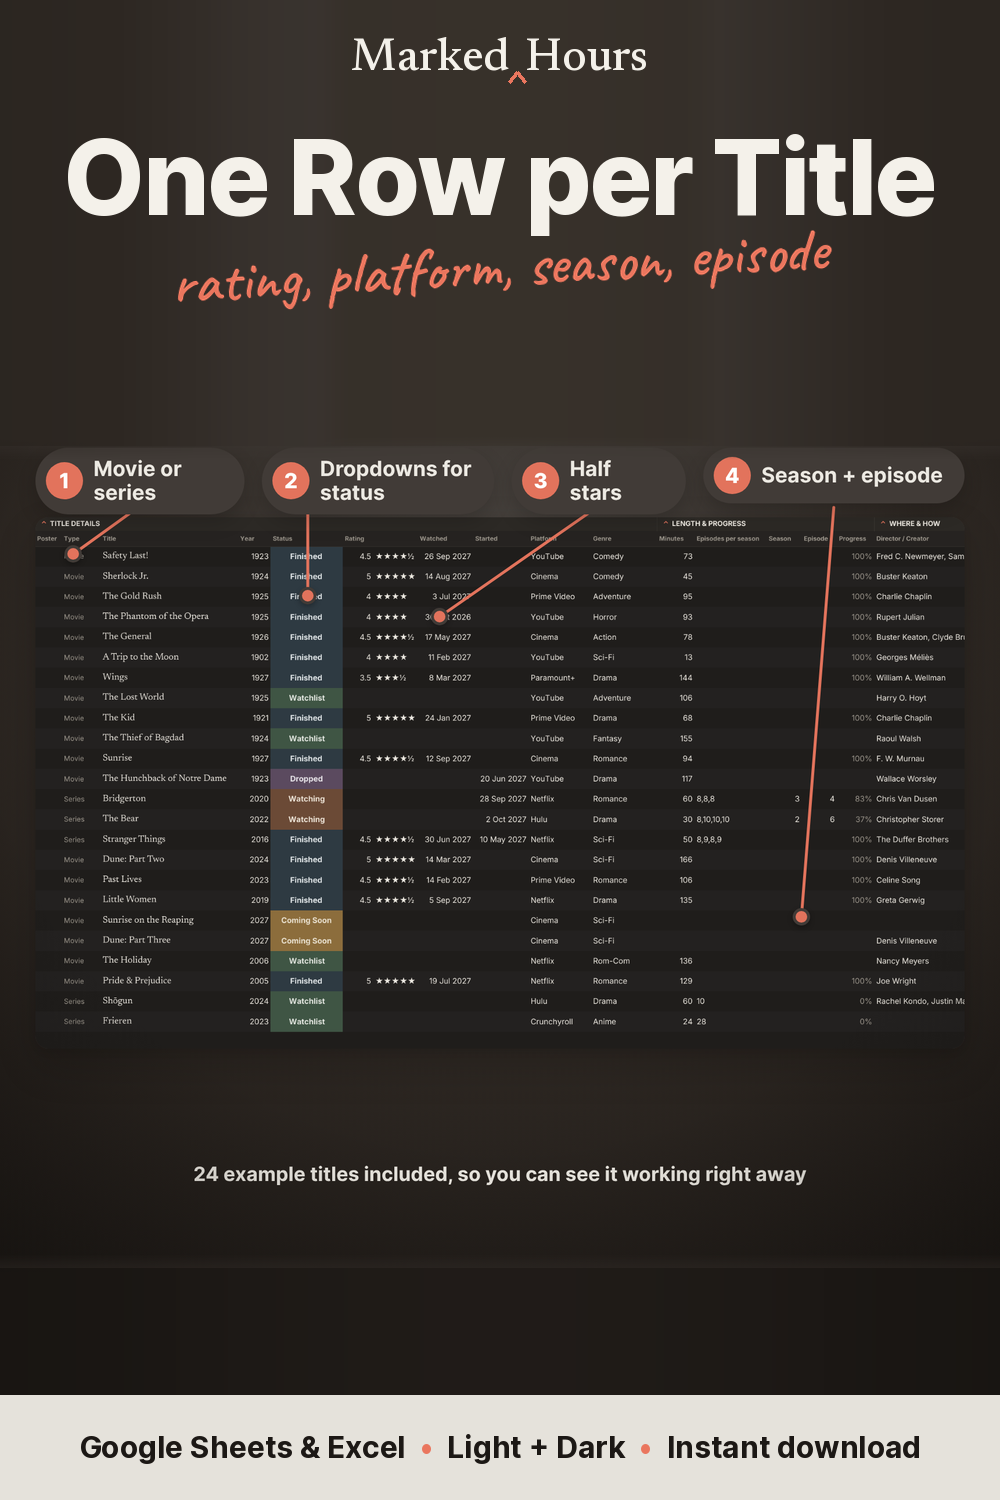 Marked Hours
One Row per Title
rating, platform, season, episode
1 Movie or series
2 Dropdowns for status
3 Half stars
4 Season + episode
^ TITLE DETAILS ^ LENGTH & PROGRESS ^ WHERE & HOW
Poster Type Title Year Status Rating Watched Started Platform Genre Minutes Episodes per season Season Episode Progress Director / Creator
Safety Last! 1923 Finished 4.5 ★★★★½ 26 Sep 2027 YouTube Comedy 73 100% Fred C. Newmeyer, Sam
Movie Sherlock Jr. 1924 Finished 5 ★★★★★ 14 Aug 2027 Cinema Comedy 45 100% Buster Keaton
Movie The Gold Rush 1925 4 ★★★★ 3 Jul 2027 Prime Video Adventure 95 100% Charlie Chaplin
Movie The Phantom of the Opera 1925 Finished 4 ★★★★ 2026 YouTube Horror 93 100% Rupert Julian
Movie The General 1926 Finished 4.5 ★★★★½ 17 May 2027 Cinema Action 78 100% Buster Keaton, Clyde Br
Movie A Trip to the Moon 1902 Finished 4 ★★★★ 11 Feb 2027 YouTube Sci-Fi 13 100% Georges Méliès
Movie Wings 1927 Finished 3.5 ★★★½ 8 Mar 2027 Paramount+ Drama 144 100% William A. Wellman
Movie The Lost World 1925 Watchlist YouTube Adventure 106 Harry O. Hoyt
Movie The Kid 1921 Finished 5 ★★★★★ 24 Jan 2027 Prime Video Drama 68 100% Charlie Chaplin
Movie The Thief of Bagdad 1924 Watchlist YouTube Fantasy 155 Raoul Walsh
Movie Sunrise 1927 Finished 4.5 ★★★★½ 12 Sep 2027 Cinema Romance 94 100% F. W. Murnau
Movie The Hunchback of Notre Dame 1923 Dropped 20 Jun 2027 YouTube Drama 117 Wallace Worsley
Series Bridgerton 2020 Watching 28 Sep 2027 Netflix Romance 60 8,8,8 3 4 83% Chris Van Dusen
Series The Bear 2022 Watching 2 Oct 2027 Hulu Drama 30 8,10,10,10 2 6 37% Christopher Storer
Series Stranger Things 2016 Finished 4.5 ★★★★½ 30 Jun 2027 10 May 2027 Netflix Sci-Fi 50 8,9,8,9 100% The Duffer Brothers
Movie Dune: Part Two 2024 Finished 5 ★★★★★ 14 Mar 2027 Cinema Sci-Fi 166 100% Denis Villeneuve
Movie Past Lives 2023 Finished 4.5 ★★★★½ 14 Feb 2027 Prime Video Romance 106 100% Celine Song
Movie Little Women 2019 Finished 4.5 ★★★★½ 5 Sep 2027 Netflix Drama 135 100% Greta Gerwig
Movie Sunrise on the Reaping 2027 Coming Soon Cinema Sci-Fi
Movie Dune: Part Three 2027 Coming Soon Cinema Sci-Fi Denis Villeneuve
Movie The Holiday 2006 Watchlist Netflix Rom-Com 136 Nancy Meyers
Movie Pride & Prejudice 2005 Finished 5 ★★★★★ 19 Jul 2027 Netflix Romance 129 100% Joe Wright
Series Shōgun 2024 Watchlist Hulu Drama 60 10 0% Rachel Kondo, Justin Ma
Series Frieren 2023 Watchlist Crunchyroll Anime 24 28 0%
24 example titles included, so you can see it working right away
Google Sheets & Excel • Light + Dark • Instant download